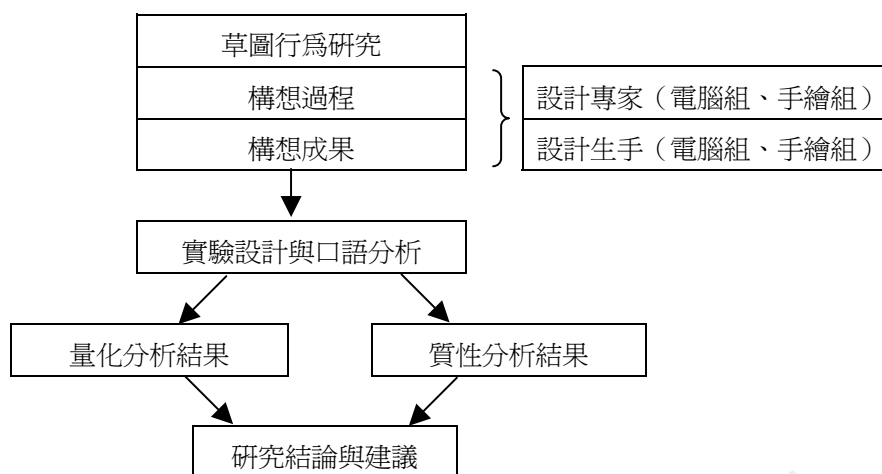 草圖行為研究
構想過程
構想成果
設計專家（電腦組、手繪組）
設計生手（電腦組、手繪組）
實驗設計與口語分析
量化分析結果
質性分析結果
研究結論與建議